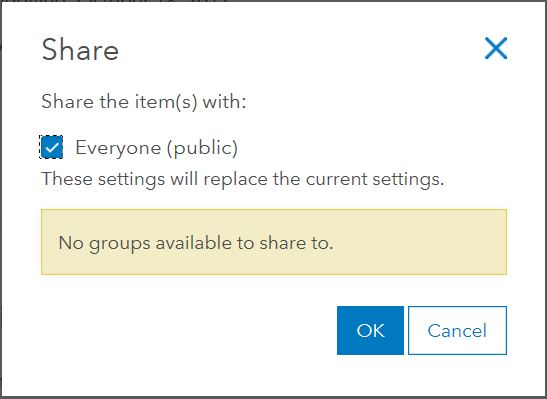 Share
Share the item(s) with:
Everyone (public)
These settings will replace the current settings.
No groups available to share to.
OK
Cancel